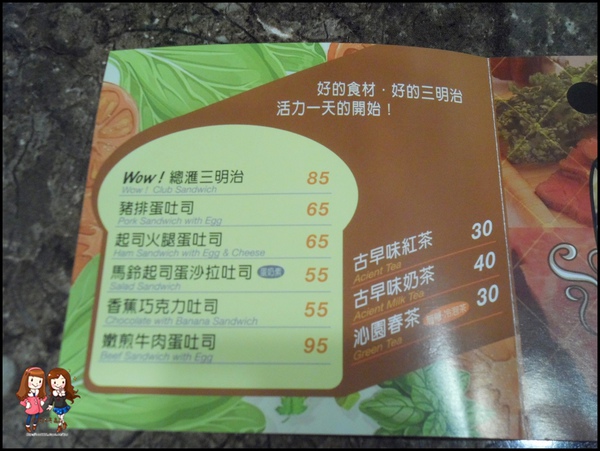 好的食材‧好的三明治
活力一天的開始！
Wow! 總滙三明治 85
Wow! Club Sandwich
豬排蛋吐司 65
Pork Sandwich with Egg
起司火腿蛋吐司 65
Ham Sandwich with Egg & Cheese
馬鈴起司蛋沙拉吐司 蛋奶素 55
Salad Sandwich
香蕉巧克力吐司 55
Chocolate with Banana Sandwich
嫩煎牛肉蛋吐司 95
Beef Sandwich with Egg
古早味紅茶 30
Acient Tea
古早味奶茶 40
Acient Milk Tea
沁園春茶 30
Green Tea